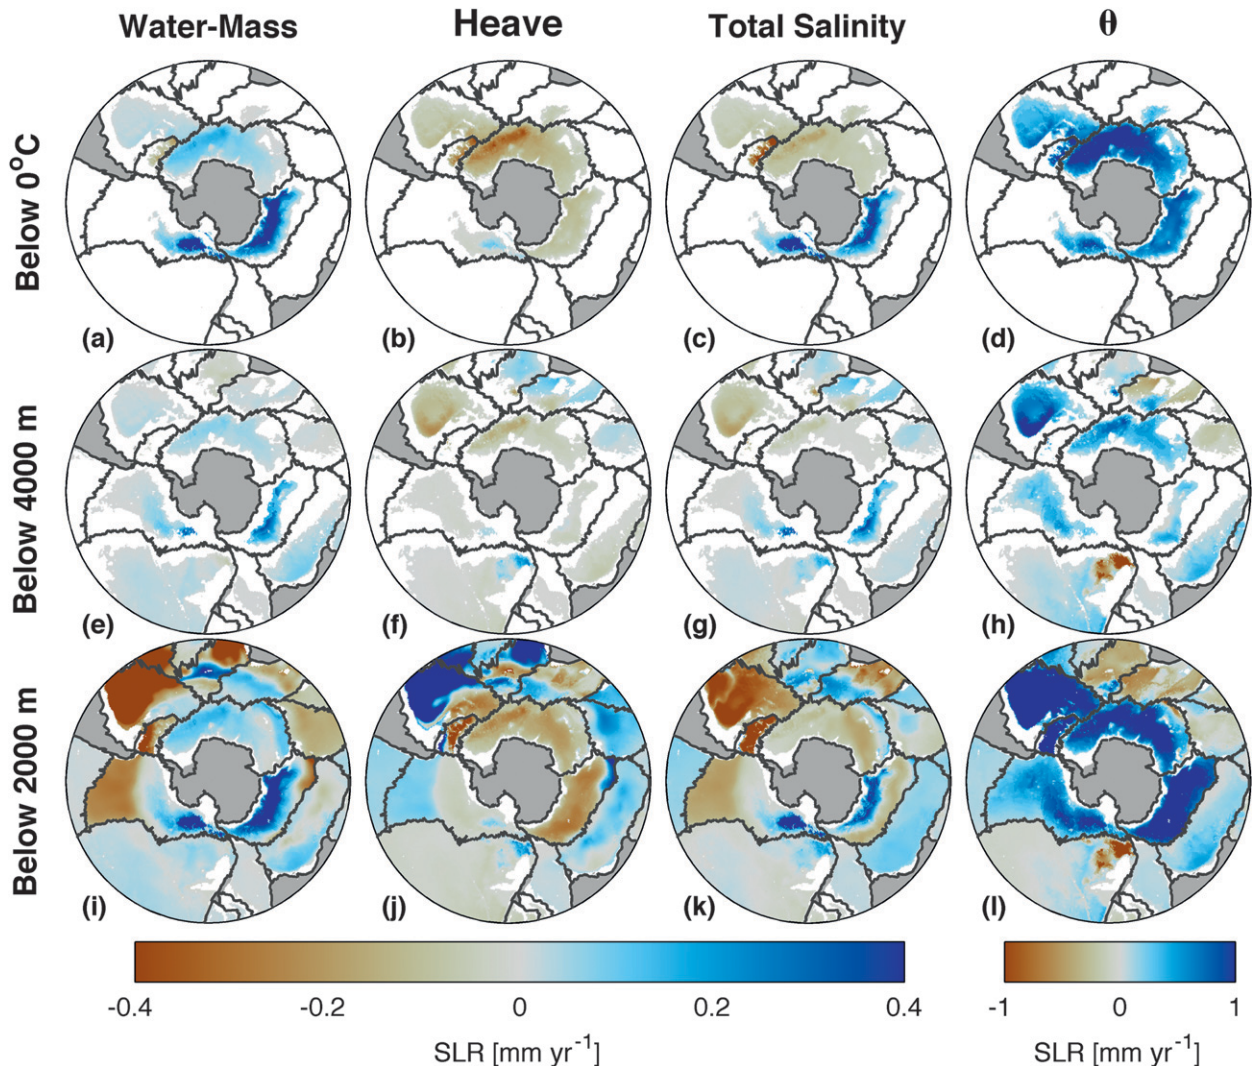 Water-Mass Heave Total Salinity θ
Below 0°C
(a) (b) (c) (d)
Below 4000 m
(e) (f) (g) (h)
Below 2000 m
(i) (j) (k) (l)
-0.4 -0.2 0 0.2 0.4 -1 0 1
SLR [mm yr⁻¹] SLR [mm yr⁻¹]